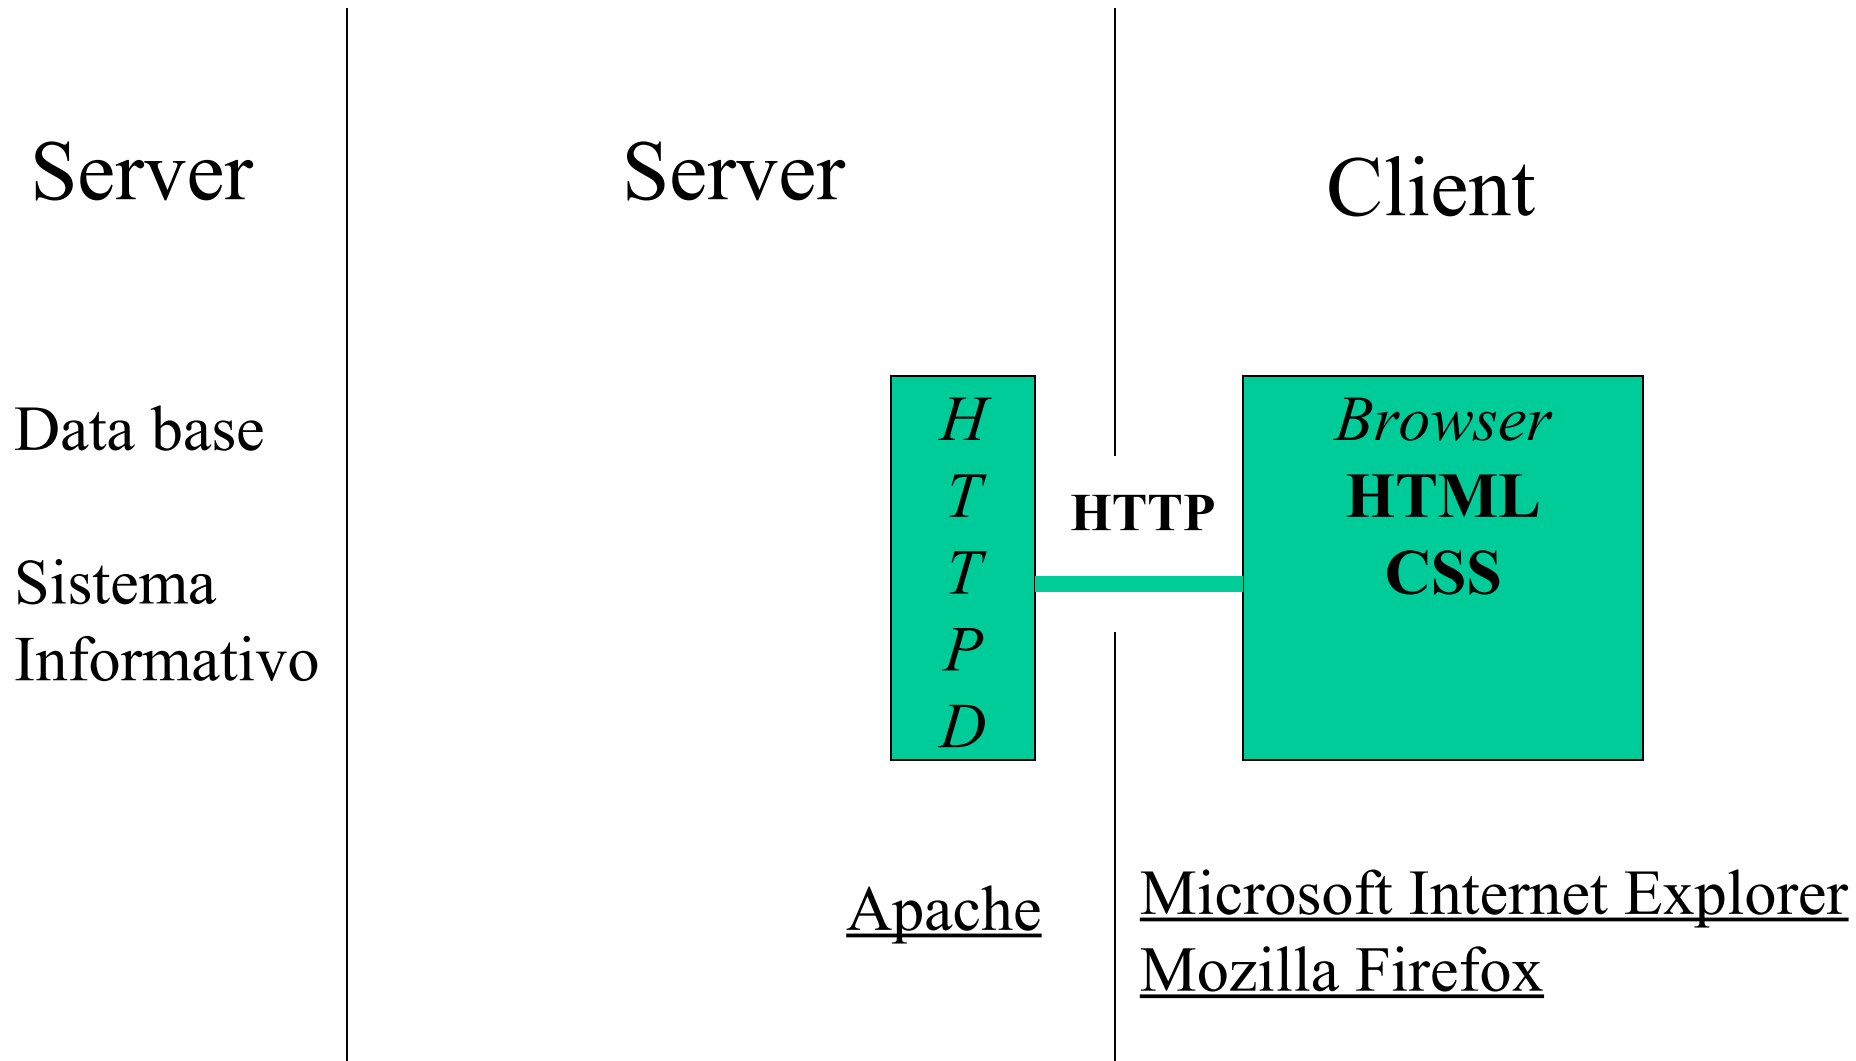 Server
Server
Client
Data base
Sistema
Informativo
H
T
T
P
D
HTTP
Browser
HTML
CSS
Apache
Microsoft Internet Explorer
Mozilla Firefox